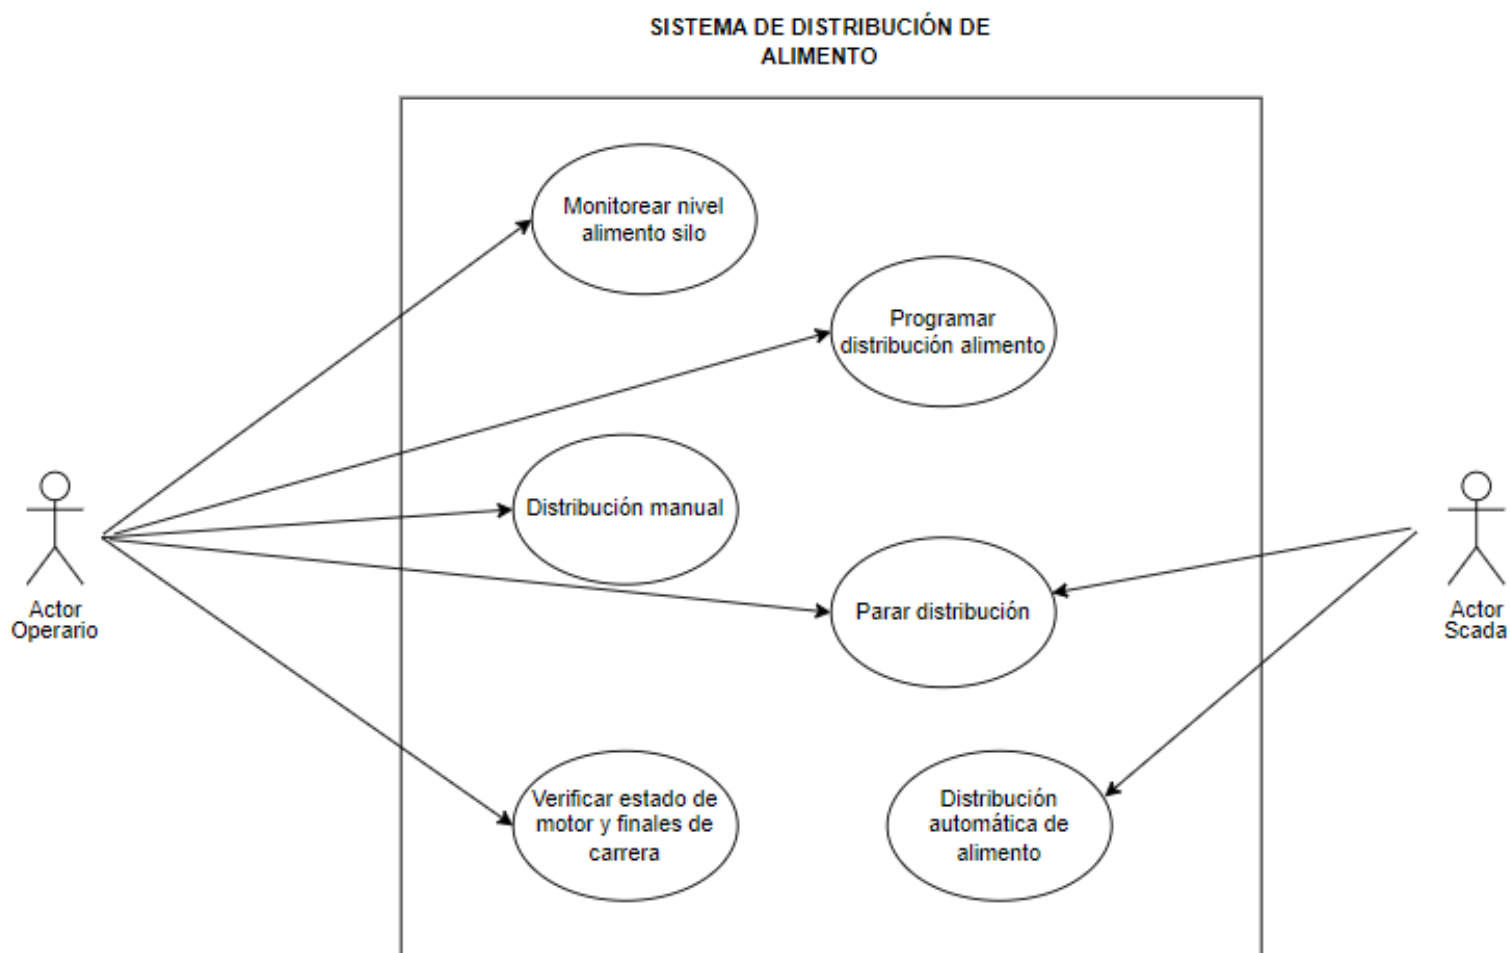 SISTEMA DE DISTRIBUCIÓN DE
ALIMENTO
Monitorear nivel
alimento silo
Programar
distribución alimento
Distribución manual
Parar distribución
Actor
Operario
Actor
Scada
Verificar estado de
motor y finales de
carrera
Distribución
automática de
alimento